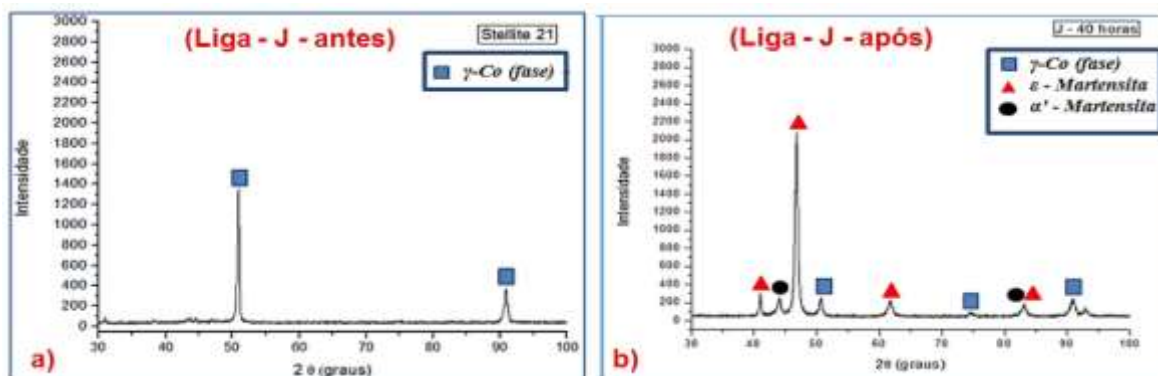 (Liga - J - antes)
Stellite 21
γ-Co (fase)
3000
2800
2600
2400
2200
2000
1800
1600
1400
1200
1000
800
600
400
200
0
Intensidade
30 40 50 60 70 80 90 100
2 θ (graus)
a)
(Liga - J - após)
J - 40 horas
γ-Co (fase)
ε - Martensita
α' - Martensita
3000
2800
2600
2400
2200
2000
1800
1600
1400
1200
1000
800
600
400
200
0
Intensidade
30 40 50 60 70 80 90 100
2θ (graus)
b)